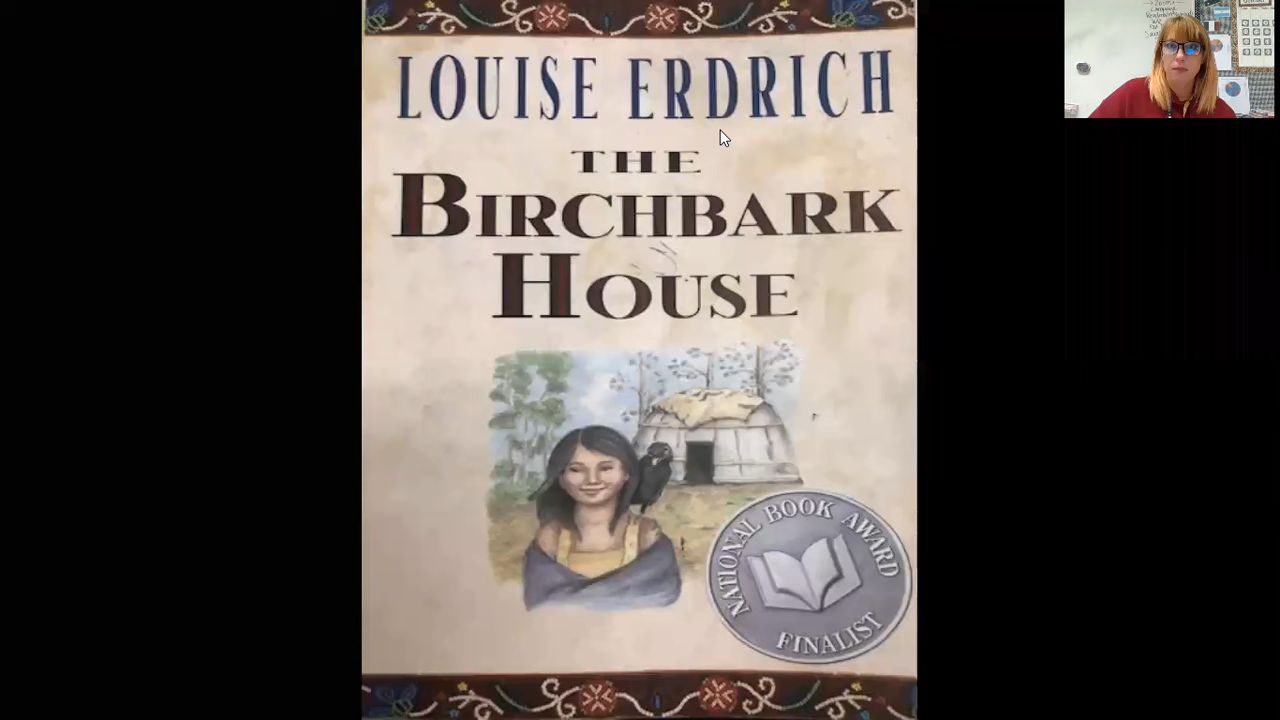 LOUISE ERDRICH
THE
BIRCHBARK
HOUSE
NATIONAL BOOK AWARD
FINALIST